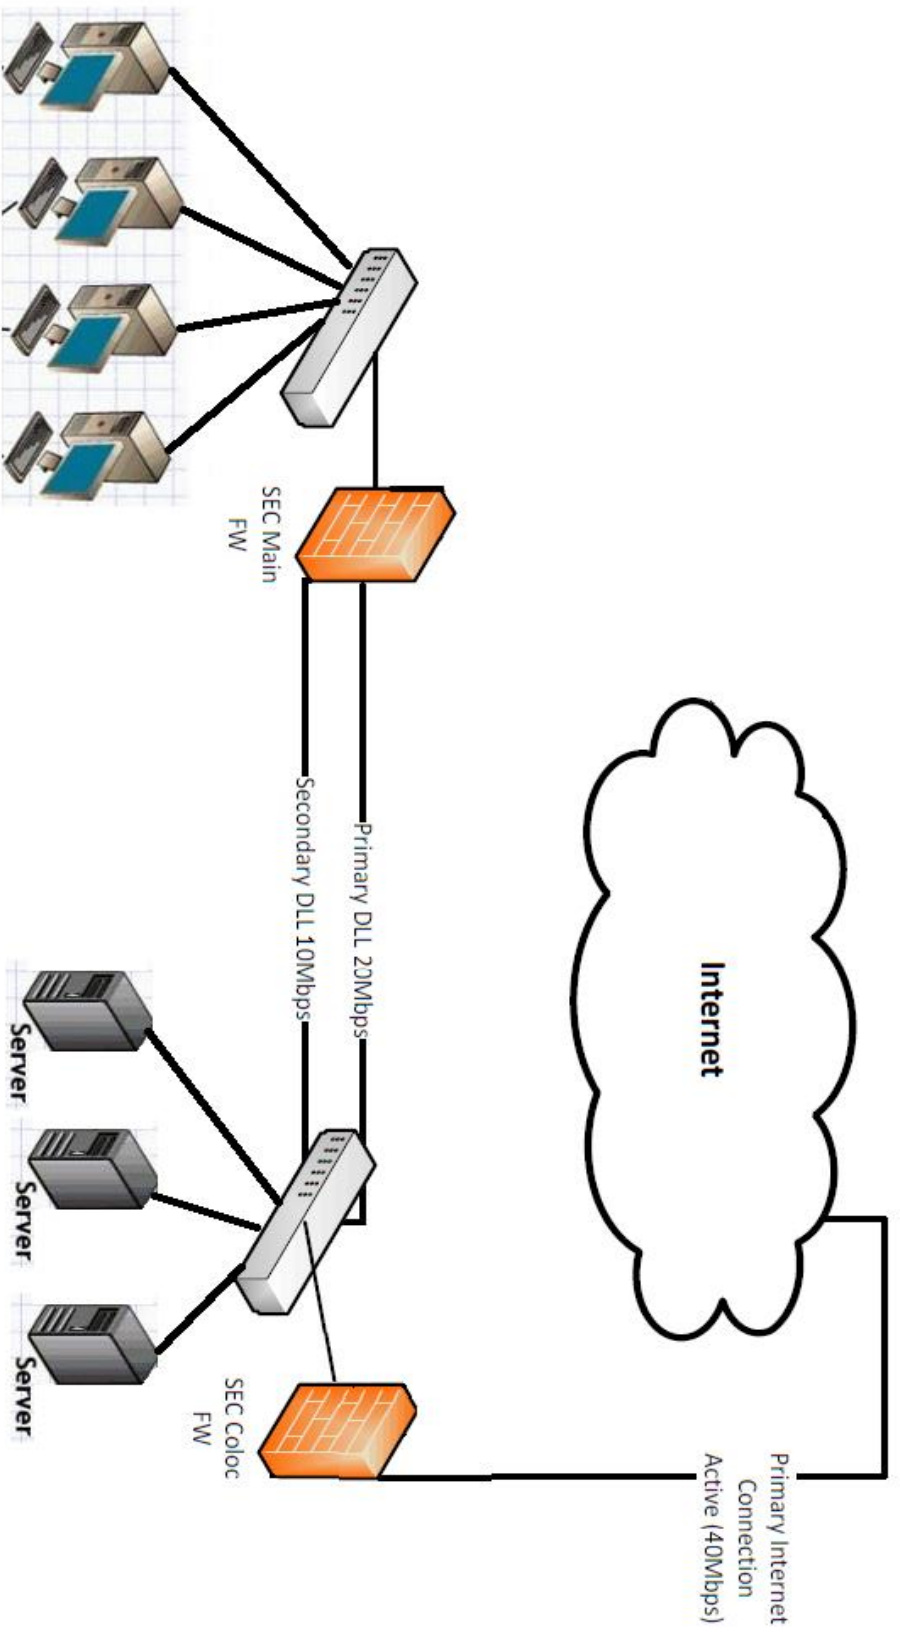 Internet
Primary Internet
Connection
Active (40Mbps)
SEC Main
FW
Primary DLL 20Mbps
Secondary DLL 10Mbps
SEC Coloc
FW
Server
Server
Server